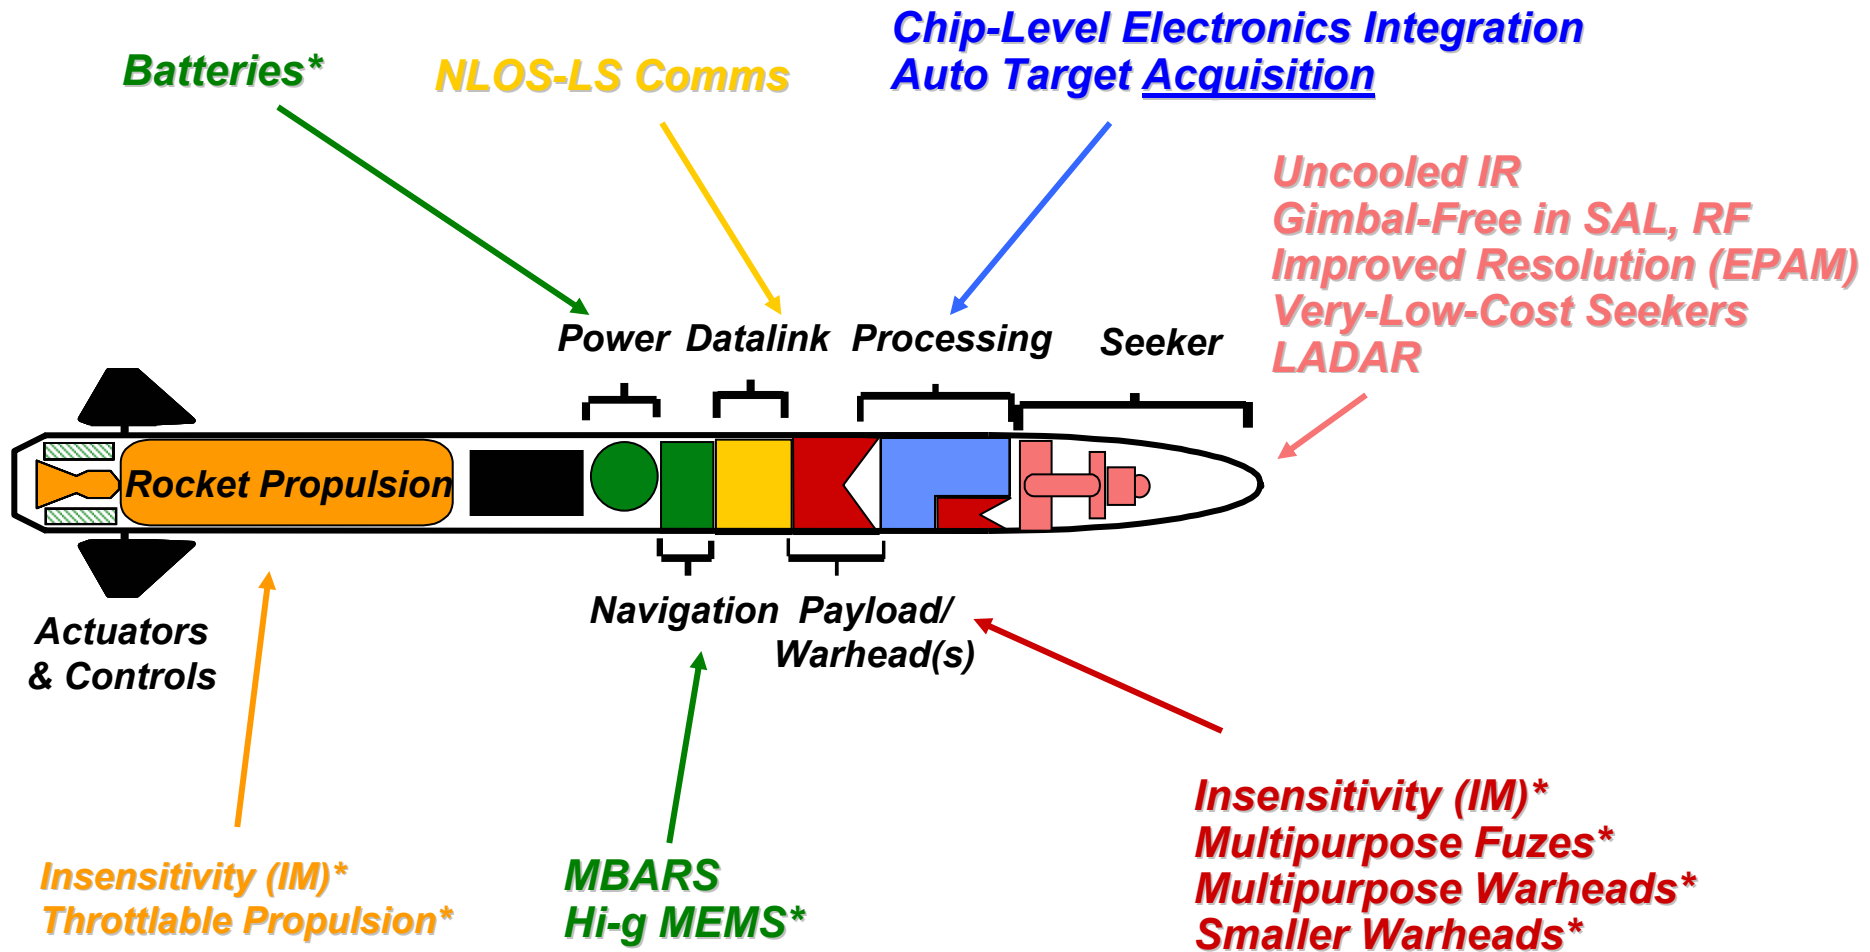 Chip-Level Electronics Integration
Auto Target Acquisition
Batteries*
NLOS-LS Comms
Uncooled IR
Gimbal-Free in SAL, RF
Improved Resolution (EPAM)
Very-Low-Cost Seekers
LADAR
Power
Datalink
Processing
Seeker
Rocket Propulsion
Actuators
& Controls
Navigation
Payload/
Warhead(s)
Insensitivity (IM)*
Throttlable Propulsion*
MBARS
Hi-g MEMS*
Insensitivity (IM)*
Multipurpose Fuzes*
Multipurpose Warheads*
Smaller Warheads*